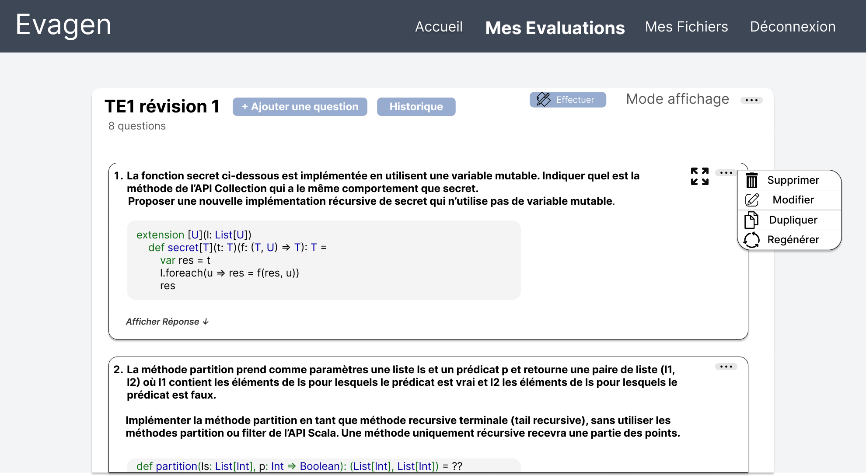 Evagen
Accueil Mes Evaluations Mes Fichiers Déconnexion
TE1 révision 1 + Ajouter une question Historique Effectuer Mode affichage ...
8 questions
1. La fonction secret ci-dessous est implémentée en utilisent une variable mutable. Indiquer quel est la
méthode de l'API Collection qui a le même comportement que secret.
Proposer une nouvelle implémentation récursive de secret qui n'utilise pas de variable mutable.
extension [U](l: List[U])
def secret[T](t: T)(f: (T, U) => T): T =
var res = t
l.foreach(u => res = f(res, u))
res
Afficher Réponse ↓
...
Supprimer
Modifier
Dupliquer
Regénérer
2. La méthode partition prend comme paramètres une liste ls et un prédicat p et retourne une paire de liste (l1,
l2) où l1 contient les éléments de ls pour lesquels le prédicat est vrai et l2 les éléments de ls pour lesquels le
prédicat est faux.
Implémenter la méthode partition en tant que méthode recursive terminale (tail recursive), sans utiliser les
méthodes partition ou filter de l'API Scala. Une méthode uniquement récursive recevra une partie des points.
def partition(ls: List[Int], p: Int => Boolean): (List[Int], List[Int]) = ??
...